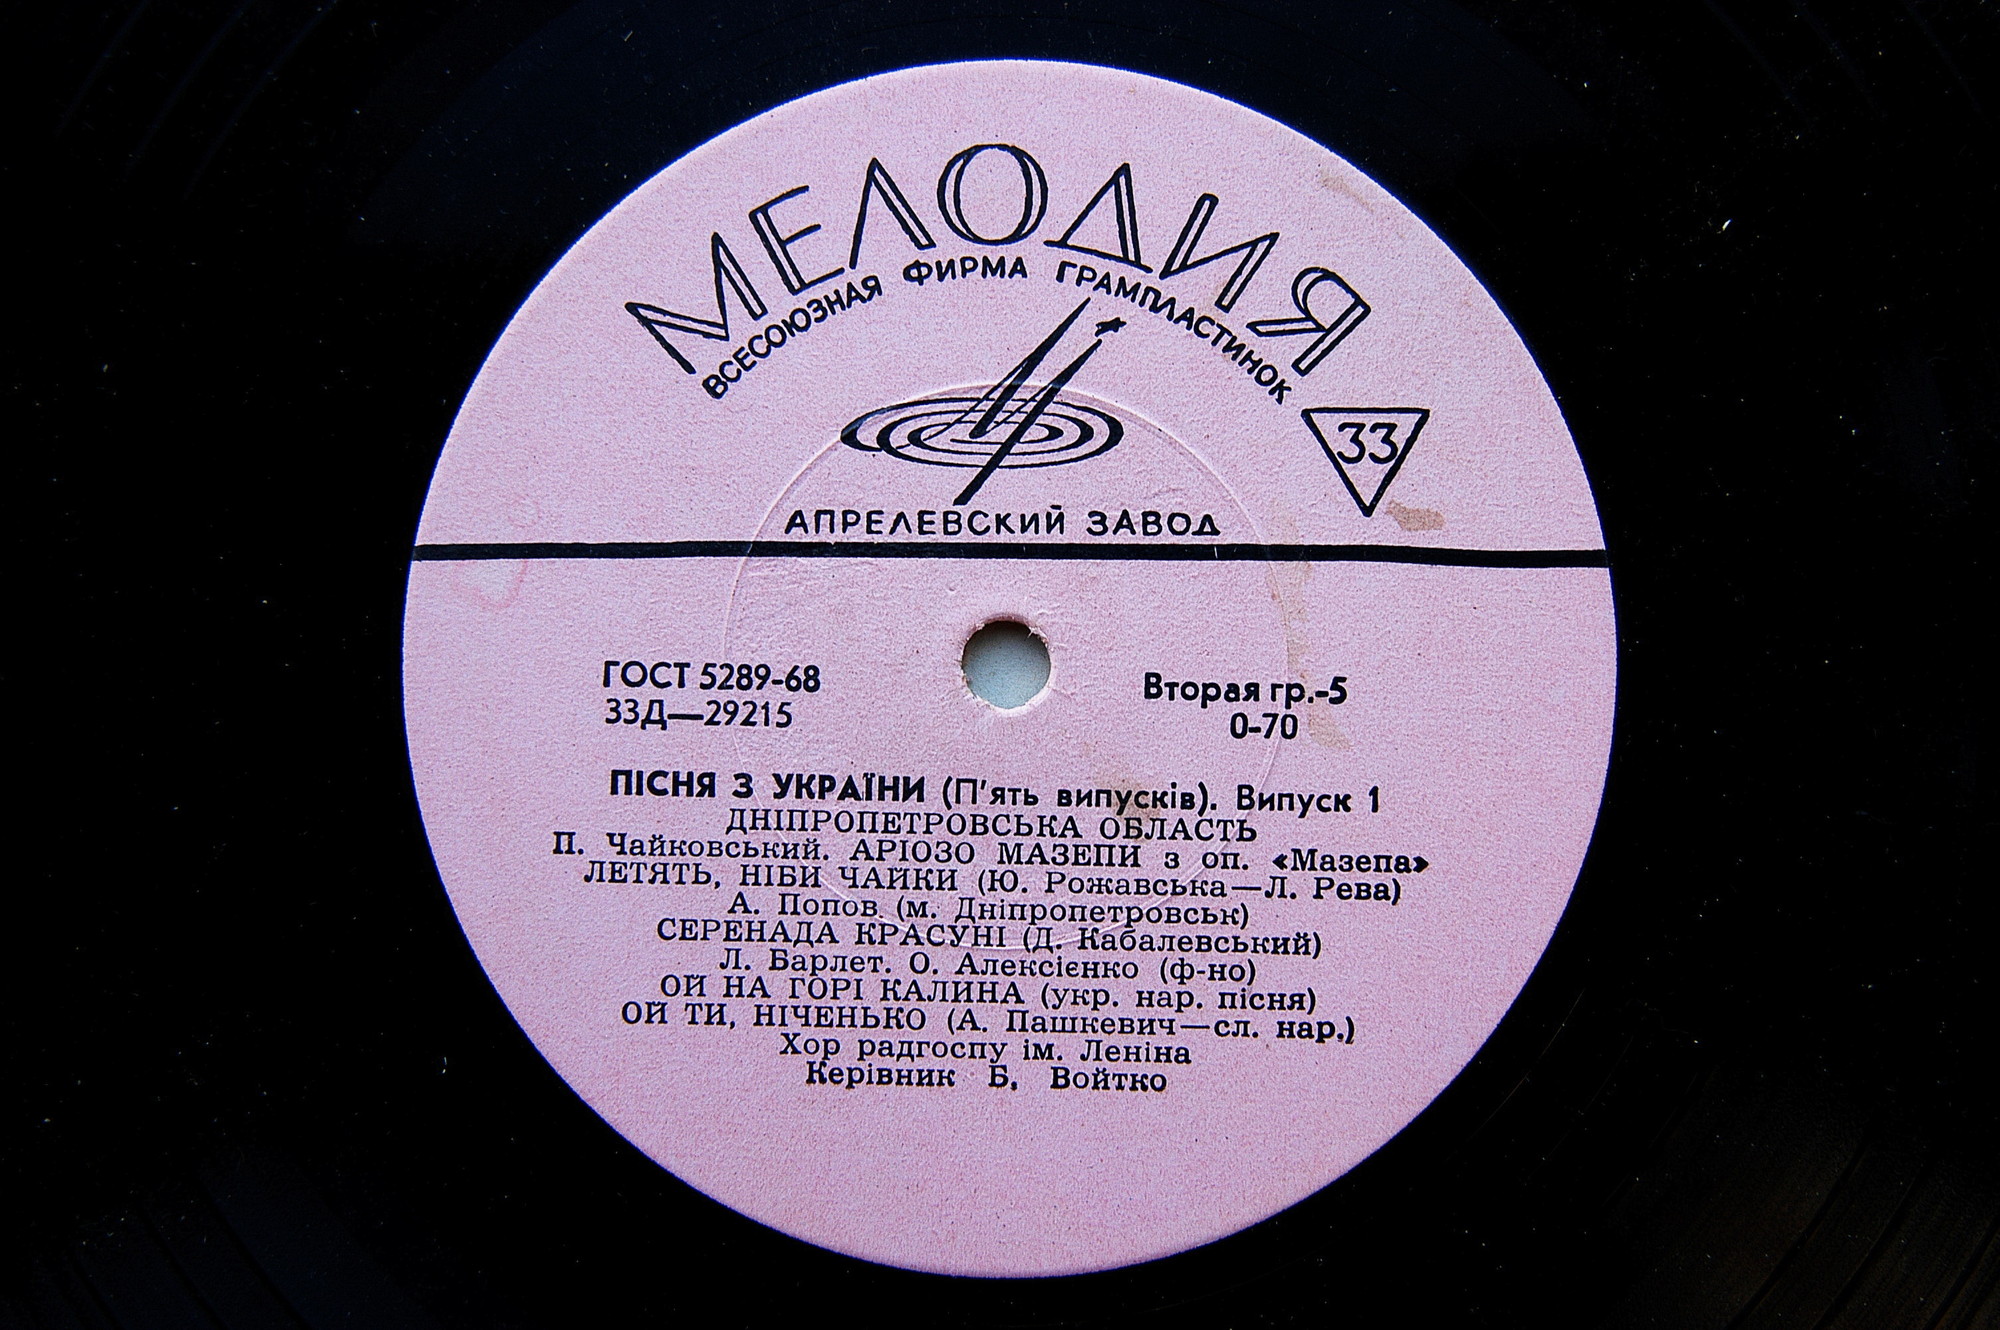 МЕЛОДИЯ
ВСЕСОЮЗНАЯ ФИРМА ГРАМПЛАСТИНОК
33
АПРЕЛЕВСКИЙ ЗАВОД
ГОСТ 5289-68
33Д—29215
Вторая гр.-5
0-70
ПІСНЯ З УКРАЇНИ (П'ять випусків). Випуск 1
ДНІПРОПЕТРОВСЬКА ОБЛАСТЬ
П. Чайковський. АРІОЗО МАЗЕПИ з оп. «Мазепа»
ЛЕТЯТЬ, НІБИ ЧАЙКИ (Ю. Рожавська—Л. Рева)
А. Попов (м. Дніпропетровськ)
СЕРЕНАДА КРАСУНІ (Д. Кабалевський)
Л. Барлет. О. Алексієнко (ф-но)
ОЙ НА ГОРІ КАЛИНА (укр. нар. пісня)
ОЙ ТИ, НІЧЕНЬКО (А. Пашкевич—сл. нар.)
Хор радгоспу ім. Леніна
Керівник Б. Войтко